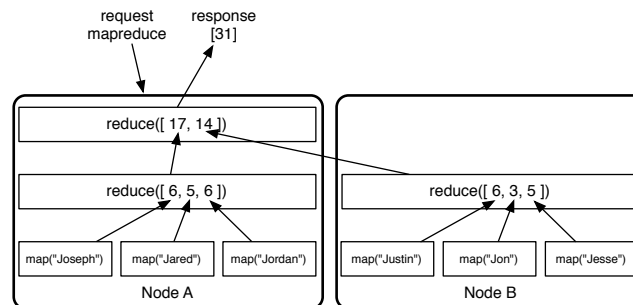 request
mapreduce
response
[31]
reduce([ 17, 14 ])
reduce([ 6, 5, 6 ])
reduce([ 6, 3, 5 ])
map("Joseph")
map("Jared")
map("Jordan")
map("Justin")
map("Jon")
map("Jesse")
Node A
Node B